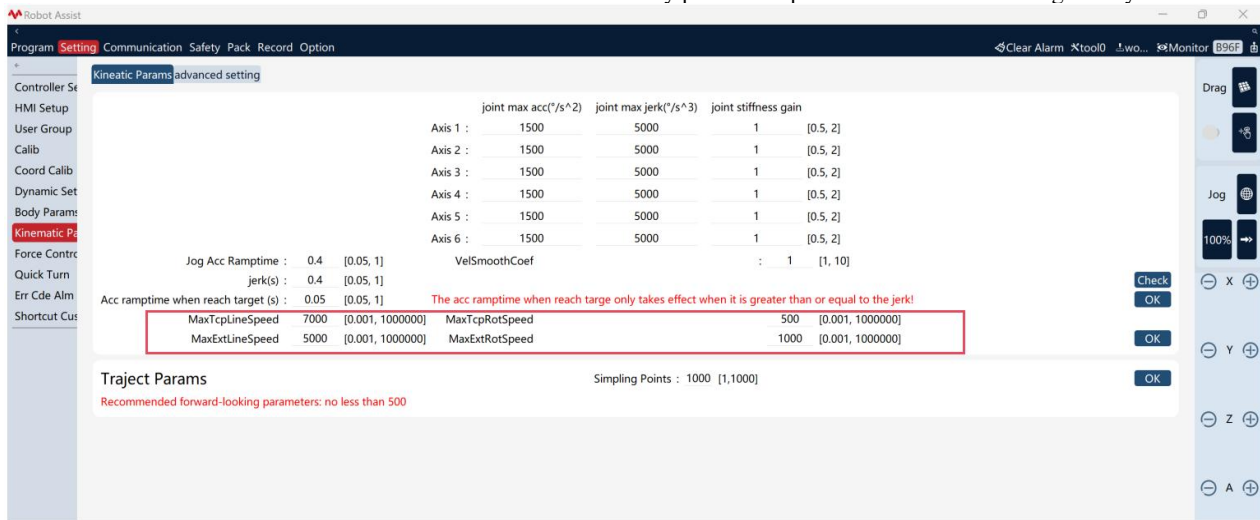 Robot Assist
Program Setting Communication Safety Pack Record Option Clear Alarm tool0 wo... Monitor B96F
Kineatic Params advanced setting
Controller Se
HMI Setup
User Group
Calib
Coord Calib
Dynamic Set
Body Params
Kinematic Pa
Force Contro
Quick Turn
Err Cde Alm
Shortcut Cus
joint max acc(°/s^2) joint max jerk(°/s^3) joint stiffness gain
Axis 1 : 1500 5000 1 [0.5, 2]
Axis 2 : 1500 5000 1 [0.5, 2]
Axis 3 : 1500 5000 1 [0.5, 2]
Axis 4 : 1500 5000 1 [0.5, 2]
Axis 5 : 1500 5000 1 [0.5, 2]
Axis 6 : 1500 5000 1 [0.5, 2]
Jog Acc Ramptime : 0.4 [0.05, 1] VelSmoothCoef : 1 [1, 10]
jerk(s) : 0.4 [0.05, 1] Check
Acc ramptime when reach target (s) : 0.05 [0.05, 1] The acc ramptime when reach targe only takes effect when it is greater than or equal to the jerk! OK
MaxTcpLineSpeed 7000 [0.001, 1000000] MaxTcpRotSpeed 500 [0.001, 1000000]
MaxExtLineSpeed 5000 [0.001, 1000000] MaxExtRotSpeed 1000 [0.001, 1000000] OK
Traject Params Simpling Points : 1000 [1,1000] OK
Recommended forward-looking parameters: no less than 500
Drag
Jog
100%
X
Y
Z
A